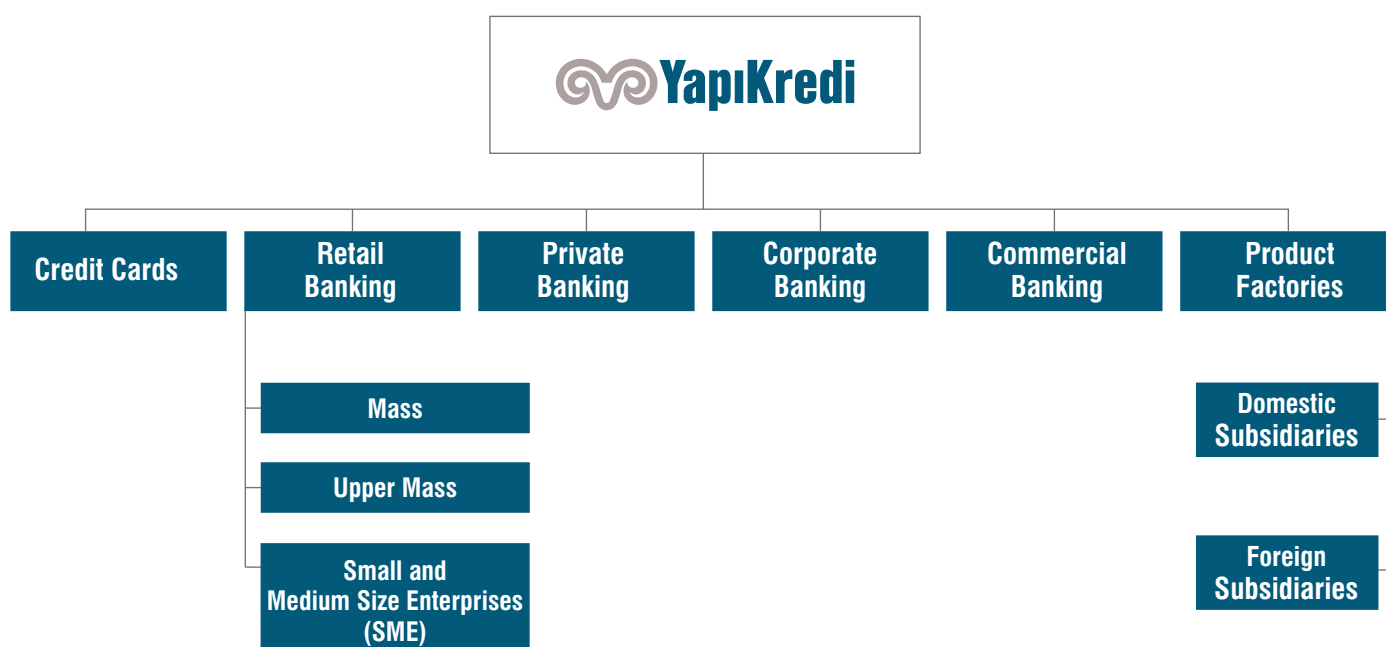 YapıKredi
Credit Cards
Retail
Banking
Private
Banking
Corporate
Banking
Commercial
Banking
Product
Factories
Mass
Upper Mass
Small and
Medium Size Enterprises
(SME)
Domestic
Subsidiaries
Foreign
Subsidiaries